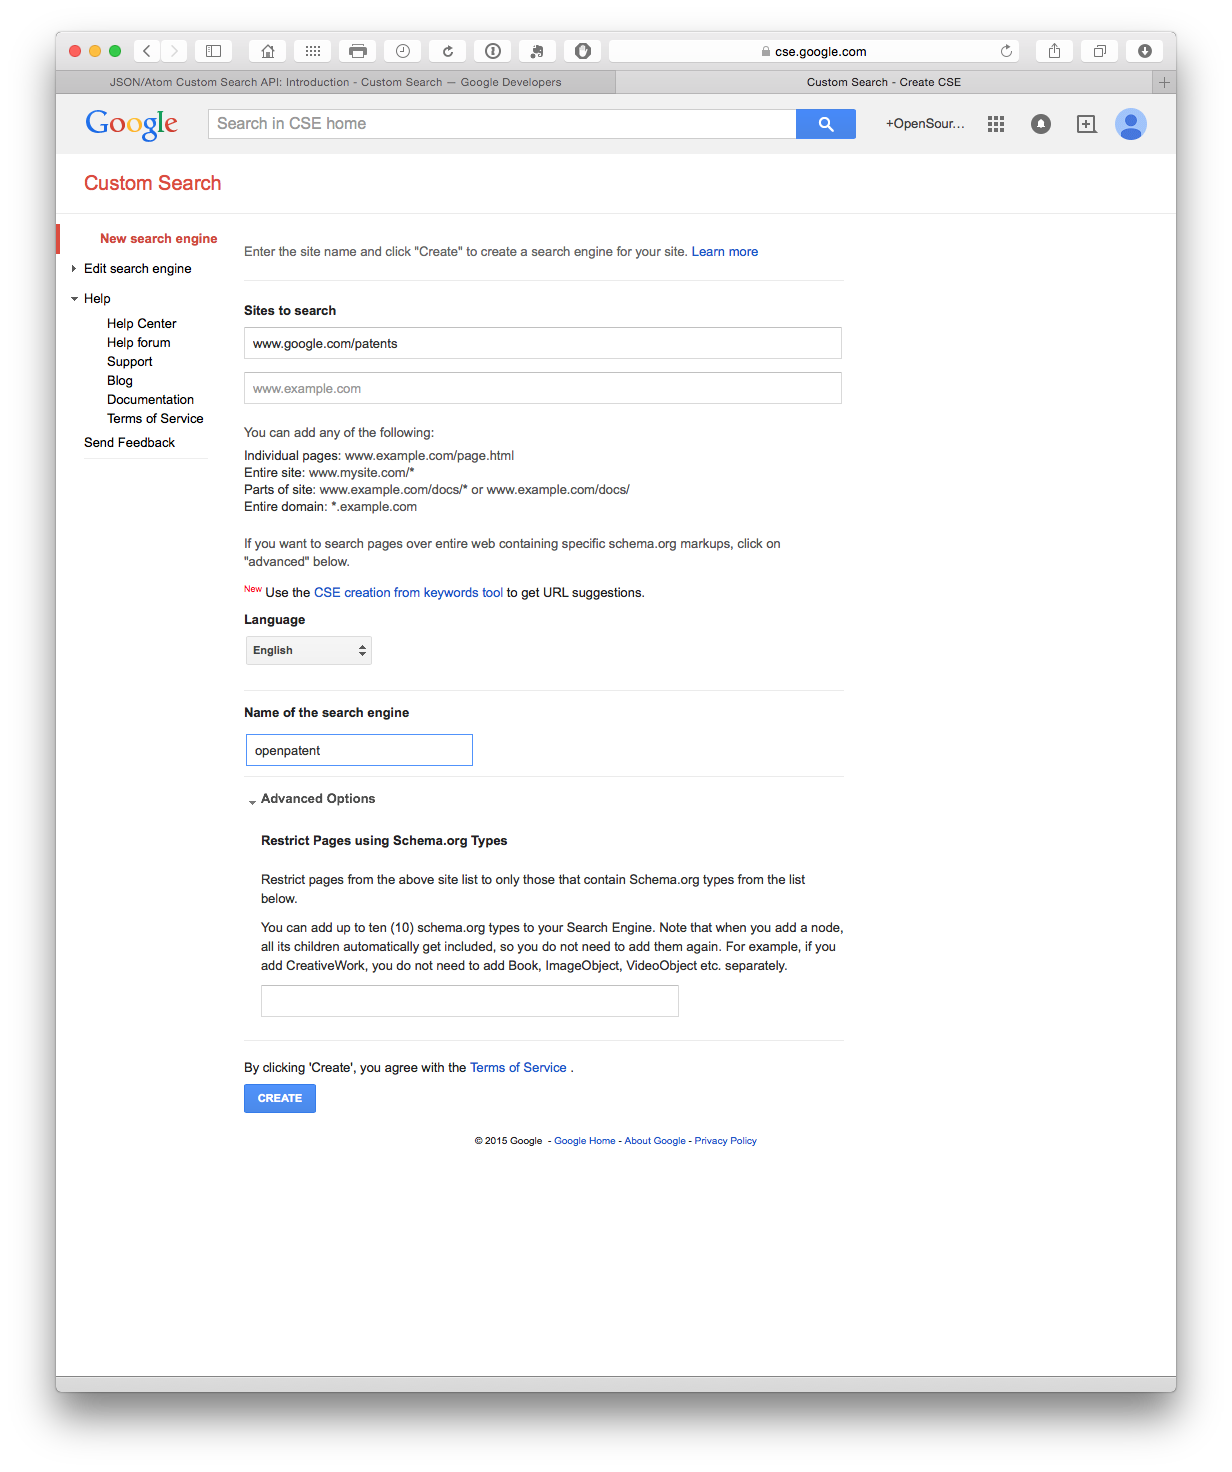 cse.google.com
JSON/Atom Custom Search API: Introduction - Custom Search — Google Developers
Custom Search - Create CSE
Google
Search in CSE home
+OpenSour...
Custom Search
New search engine
Edit search engine
Help
Help Center
Help forum
Support
Blog
Documentation
Terms of Service
Send Feedback
Enter the site name and click "Create" to create a search engine for your site. Learn more
Sites to search
www.google.com/patents
www.example.com
You can add any of the following:
Individual pages: www.example.com/page.html
Entire site: www.mysite.com/*
Parts of site: www.example.com/docs/* or www.example.com/docs/
Entire domain: *.example.com
If you want to search pages over entire web containing specific schema.org markups, click on
"advanced" below.
New Use the CSE creation from keywords tool to get URL suggestions.
Language
English
Name of the search engine
openpatent
Advanced Options
Restrict Pages using Schema.org Types
Restrict pages from the above site list to only those that contain Schema.org types from the list
below.
You can add up to ten (10) schema.org types to your Search Engine. Note that when you add a node,
all its children automatically get included, so you do not need to add them again. For example, if you
add CreativeWork, you do not need to add Book, ImageObject, VideoObject etc. separately.
By clicking 'Create', you agree with the Terms of Service .
CREATE
© 2015 Google - Google Home - About Google - Privacy Policy